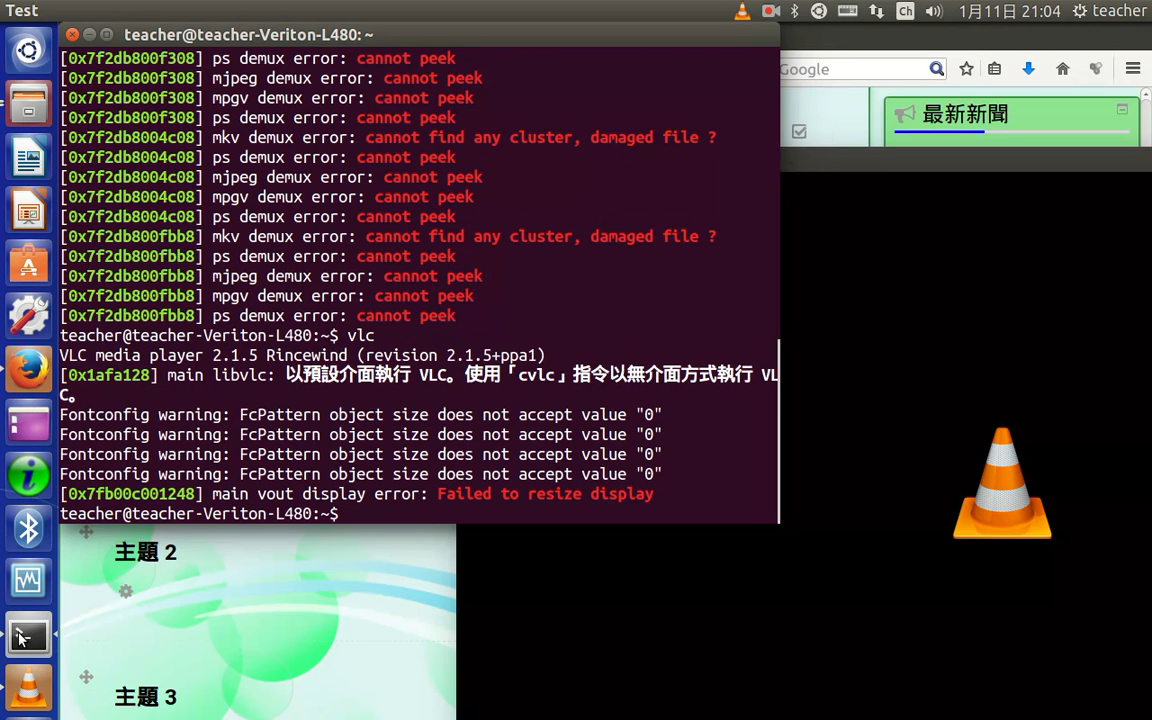 Test
Ch
1月11日 21:04
teacher
teacher@teacher-Veriton-L480: ~
[0x7f2db800f308] ps demux error: cannot peek
[0x7f2db800f308] mjpeg demux error: cannot peek
[0x7f2db800f308] mpgv demux error: cannot peek
[0x7f2db800f308] ps demux error: cannot peek
[0x7f2db8004c08] mkv demux error: cannot find any cluster, damaged file ?
[0x7f2db8004c08] ps demux error: cannot peek
[0x7f2db8004c08] mjpeg demux error: cannot peek
[0x7f2db8004c08] mpgv demux error: cannot peek
[0x7f2db8004c08] ps demux error: cannot peek
[0x7f2db800fbb8] mkv demux error: cannot find any cluster, damaged file ?
[0x7f2db800fbb8] ps demux error: cannot peek
[0x7f2db800fbb8] mjpeg demux error: cannot peek
[0x7f2db800fbb8] mpgv demux error: cannot peek
[0x7f2db800fbb8] ps demux error: cannot peek
teacher@teacher-Veriton-L480:~$ vlc
VLC media player 2.1.5 Rincewind (revision 2.1.5+ppa1)
[0x1afa128] main libvlc: 以預設介面執行 VLC。使用「cvlc」指令以無介面方式執行 VL
C。
Fontconfig warning: FcPattern object size does not accept value "0"
Fontconfig warning: FcPattern object size does not accept value "0"
Fontconfig warning: FcPattern object size does not accept value "0"
Fontconfig warning: FcPattern object size does not accept value "0"
[0x7fb00c001248] main vout display error: Failed to resize display
teacher@teacher-Veriton-L480:~$
Google
最新新聞
主題 2
主題 3